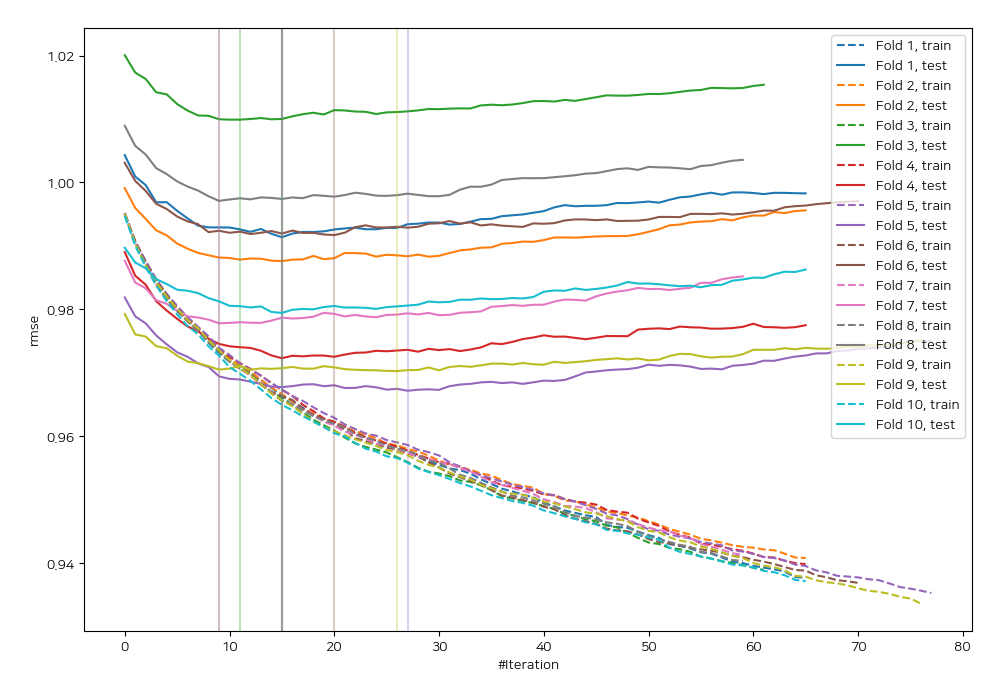 1.02
1.00
0.98
0.96
0.94
rmse
0
10
20
30
40
50
60
70
80
#Iteration
Fold 1, train
Fold 1, test
Fold 2, train
Fold 2, test
Fold 3, train
Fold 3, test
Fold 4, train
Fold 4, test
Fold 5, train
Fold 5, test
Fold 6, train
Fold 6, test
Fold 7, train
Fold 7, test
Fold 8, train
Fold 8, test
Fold 9, train
Fold 9, test
Fold 10, train
Fold 10, test